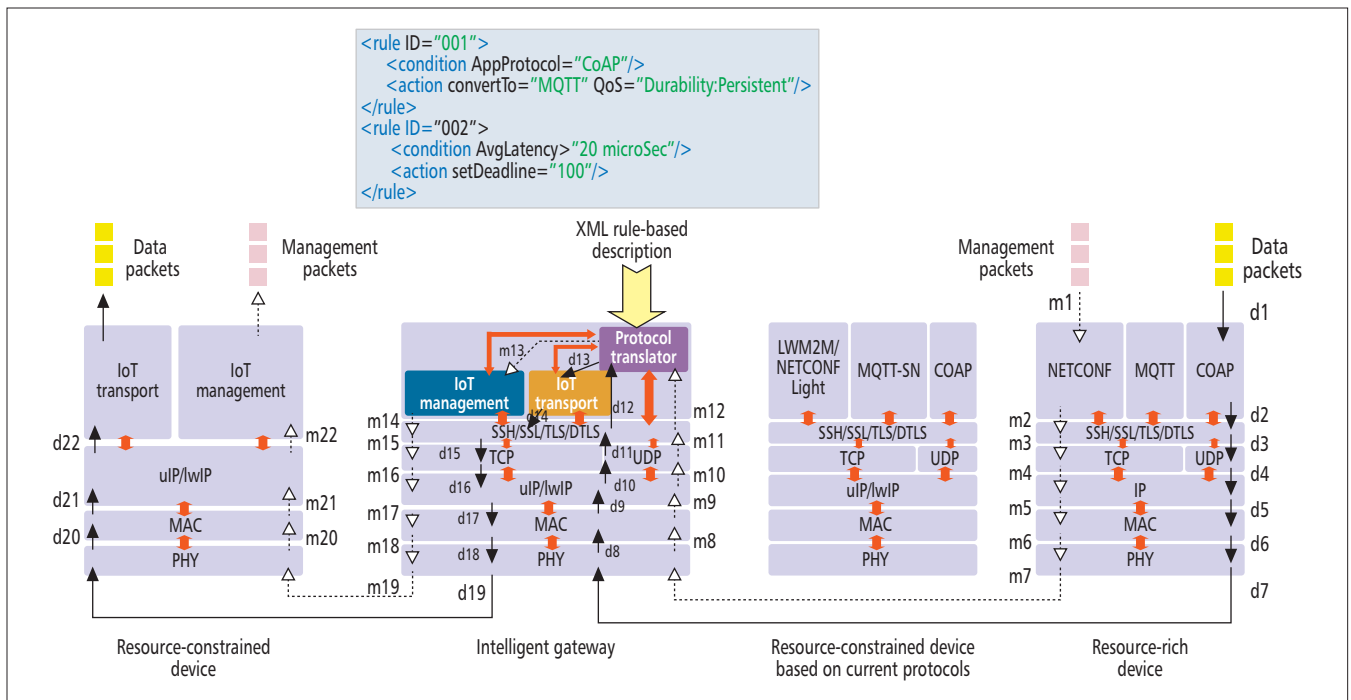 <rule ID="001">
<condition AppProtocol="CoAP"/>
<action convertTo="MQTT" QoS="Durability:Persistent"/>
</rule>
<rule ID="002">
<condition AvgLatency>"20 microSec"/>
<action setDeadline="100"/>
</rule>
XML rule-based
description
Data
packets
Management
packets
Management
packets
Data
packets
m1
d1
IoT
transport
IoT
management
d22
m22
uIP/lwIP
d21
m21
MAC
d20
m20
PHY
m19
Resource-constrained
device
Protocol
translator
m13
d13
IoT
management
IoT
transport
d12
m12
d14
m14
SSH/SSL/TLS/DTLS
m15
m11
d15
TCP
d11
UDP
m16
d16
d10
m10
uIP/lwIP
d9
m9
m17
d17
MAC
m18
d18
d8
m8
PHY
d19
Intelligent gateway
LWM2M/
NETCONF
Light
MQTT-SN
COAP
SSH/SSL/TLS/DTLS
TCP
UDP
uIP/lwIP
MAC
PHY
Resource-constrained device
based on current protocols
NETCONF
MQTT
COAP
m2
d2
SSH/SSL/TLS/DTLS
m3
d3
TCP
UDP
m4
d4
IP
m5
d5
MAC
m6
d6
PHY
m7
d7
Resource-rich
device